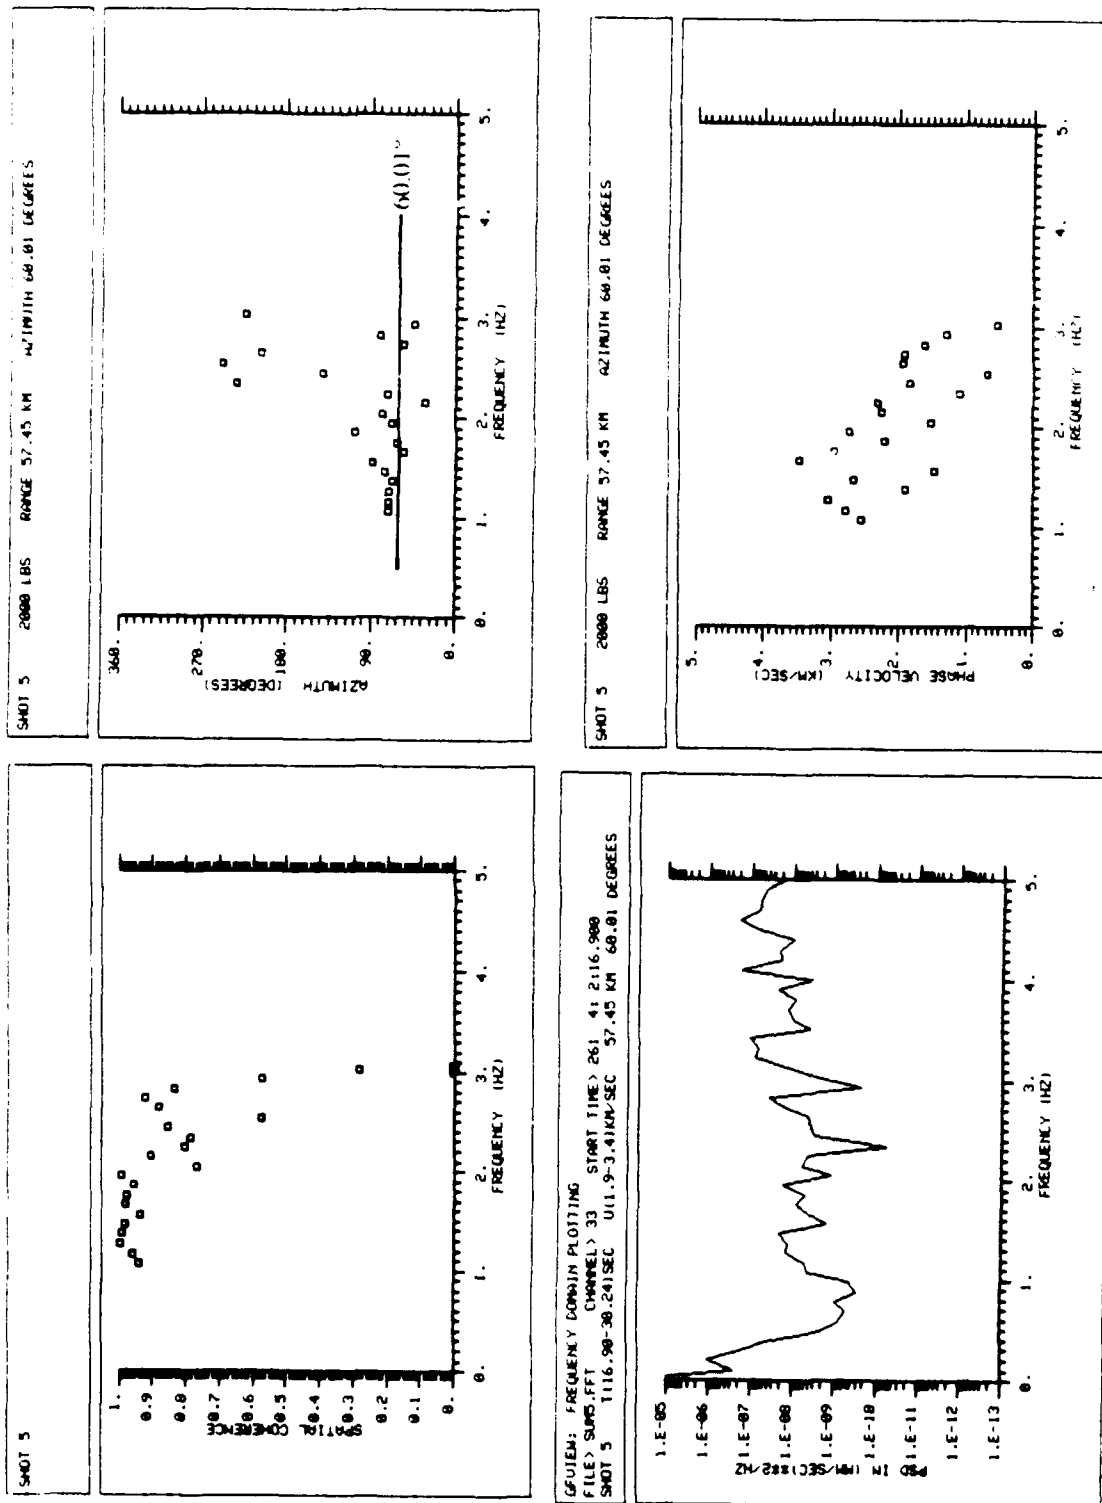 SHOT 5
1.
0.9
0.8
0.7
0.6
0.5
0.4
0.3
0.2
0.1
0.
SPATIAL COHERENCE
0. 1. 2. 3. 4. 5.
FREQUENCY (HZ)
SHOT 5 2000 LBS RANGE 57.45 KM AZIMUTH 60.01 DEGREES
360.
270.
180.
90.
0.
AZIMUTH (DEGREES)
60.01°
0. 1. 2. 3. 4. 5.
FREQUENCY (HZ)
GFVIEW: FREQUENCY DOMAIN PLOTTING
FILE> SUM5.FFT CHANNEL> 33 START TIME> 261 4: 2:16.900
SHOT 5 T(16.90-30.24)SEC U(1.9-3.4)KM/SEC 57.45 KM 60.01 DEGREES
1.E-05
1.E-06
1.E-07
1.E-08
1.E-09
1.E-10
1.E-11
1.E-12
1.E-13
PSD IN (MM/SEC)**2/HZ
0. 1. 2. 3. 4. 5.
FREQUENCY (HZ)
SHOT 5 2000 LBS RANGE 57.45 KM AZIMUTH 60.01 DEGREES
5.
4.
3.
2.
1.
0.
PHASE VELOCITY (KM/SEC)
0. 1. 2. 3. 4. 5.
FREQUENCY (HZ)